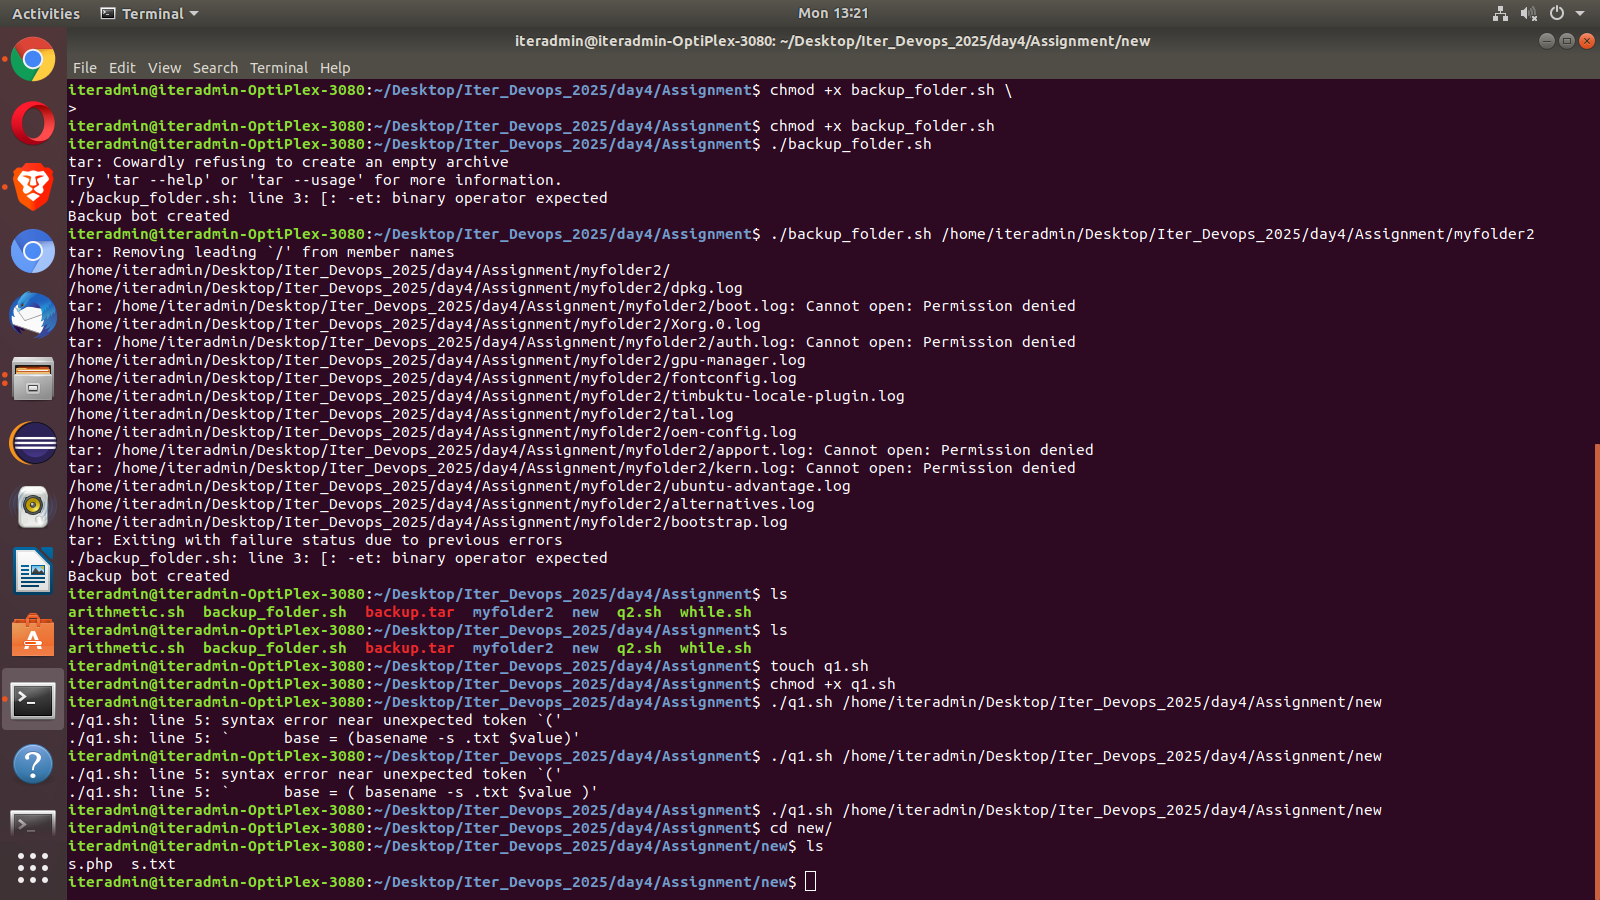 Activities Terminal Mon 13:21
iteradmin@iteradmin-OptiPlex-3080: ~/Desktop/Iter_Devops_2025/day4/Assignment/new
File Edit View Search Terminal Help
iteradmin@iteradmin-OptiPlex-3080:~/Desktop/Iter_Devops_2025/day4/Assignment$ chmod +x backup_folder.sh \
>
iteradmin@iteradmin-OptiPlex-3080:~/Desktop/Iter_Devops_2025/day4/Assignment$ chmod +x backup_folder.sh
iteradmin@iteradmin-OptiPlex-3080:~/Desktop/Iter_Devops_2025/day4/Assignment$ ./backup_folder.sh
tar: Cowardly refusing to create an empty archive
Try 'tar --help' or 'tar --usage' for more information.
./backup_folder.sh: line 3: [: -et: binary operator expected
Backup bot created
iteradmin@iteradmin-OptiPlex-3080:~/Desktop/Iter_Devops_2025/day4/Assignment$ ./backup_folder.sh /home/iteradmin/Desktop/Iter_Devops_2025/day4/Assignment/myfolder2
tar: Removing leading `/' from member names
/home/iteradmin/Desktop/Iter_Devops_2025/day4/Assignment/myfolder2/
/home/iteradmin/Desktop/Iter_Devops_2025/day4/Assignment/myfolder2/dpkg.log
tar: /home/iteradmin/Desktop/Iter_Devops_2025/day4/Assignment/myfolder2/boot.log: Cannot open: Permission denied
/home/iteradmin/Desktop/Iter_Devops_2025/day4/Assignment/myfolder2/Xorg.0.log
tar: /home/iteradmin/Desktop/Iter_Devops_2025/day4/Assignment/myfolder2/auth.log: Cannot open: Permission denied
/home/iteradmin/Desktop/Iter_Devops_2025/day4/Assignment/myfolder2/gpu-manager.log
/home/iteradmin/Desktop/Iter_Devops_2025/day4/Assignment/myfolder2/fontconfig.log
/home/iteradmin/Desktop/Iter_Devops_2025/day4/Assignment/myfolder2/timbuktu-locale-plugin.log
/home/iteradmin/Desktop/Iter_Devops_2025/day4/Assignment/myfolder2/tal.log
/home/iteradmin/Desktop/Iter_Devops_2025/day4/Assignment/myfolder2/oem-config.log
tar: /home/iteradmin/Desktop/Iter_Devops_2025/day4/Assignment/myfolder2/apport.log: Cannot open: Permission denied
tar: /home/iteradmin/Desktop/Iter_Devops_2025/day4/Assignment/myfolder2/kern.log: Cannot open: Permission denied
/home/iteradmin/Desktop/Iter_Devops_2025/day4/Assignment/myfolder2/ubuntu-advantage.log
/home/iteradmin/Desktop/Iter_Devops_2025/day4/Assignment/myfolder2/alternatives.log
/home/iteradmin/Desktop/Iter_Devops_2025/day4/Assignment/myfolder2/bootstrap.log
tar: Exiting with failure status due to previous errors
./backup_folder.sh: line 3: [: -et: binary operator expected
Backup bot created
iteradmin@iteradmin-OptiPlex-3080:~/Desktop/Iter_Devops_2025/day4/Assignment$ ls
arithmetic.sh  backup_folder.sh  backup.tar  myfolder2  new  q2.sh  while.sh
iteradmin@iteradmin-OptiPlex-3080:~/Desktop/Iter_Devops_2025/day4/Assignment$ ls
arithmetic.sh  backup_folder.sh  backup.tar  myfolder2  new  q2.sh  while.sh
iteradmin@iteradmin-OptiPlex-3080:~/Desktop/Iter_Devops_2025/day4/Assignment$ touch q1.sh
iteradmin@iteradmin-OptiPlex-3080:~/Desktop/Iter_Devops_2025/day4/Assignment$ chmod +x q1.sh
iteradmin@iteradmin-OptiPlex-3080:~/Desktop/Iter_Devops_2025/day4/Assignment$ ./q1.sh /home/iteradmin/Desktop/Iter_Devops_2025/day4/Assignment/new
./q1.sh: line 5: syntax error near unexpected token `('
./q1.sh: line 5: `      base = (basename -s .txt $value)'
iteradmin@iteradmin-OptiPlex-3080:~/Desktop/Iter_Devops_2025/day4/Assignment$ ./q1.sh /home/iteradmin/Desktop/Iter_Devops_2025/day4/Assignment/new
./q1.sh: line 5: syntax error near unexpected token `('
./q1.sh: line 5: `      base = ( basename -s .txt $value )'
iteradmin@iteradmin-OptiPlex-3080:~/Desktop/Iter_Devops_2025/day4/Assignment$ ./q1.sh /home/iteradmin/Desktop/Iter_Devops_2025/day4/Assignment/new
iteradmin@iteradmin-OptiPlex-3080:~/Desktop/Iter_Devops_2025/day4/Assignment$ cd new/
iteradmin@iteradmin-OptiPlex-3080:~/Desktop/Iter_Devops_2025/day4/Assignment/new$ ls
s.php  s.txt
iteradmin@iteradmin-OptiPlex-3080:~/Desktop/Iter_Devops_2025/day4/Assignment/new$